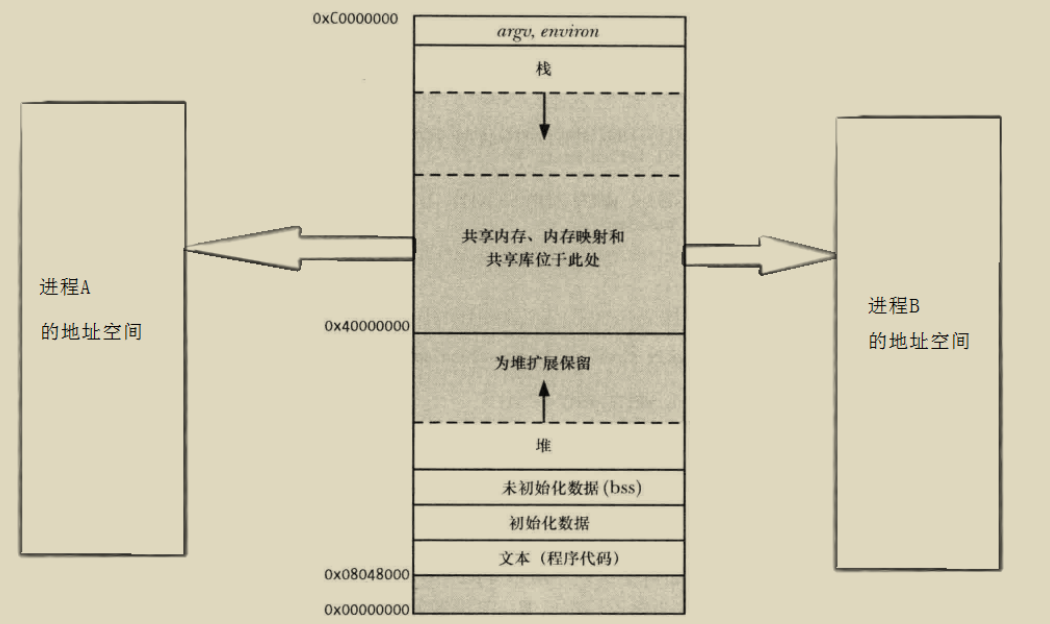 0xC0000000
argv, environ
栈
共享内存、内存映射和
共享库位于此处
进程A
的地址空间
进程B
的地址空间
0x40000000
为堆扩展保留
堆
未初始化数据(bss)
初始化数据
文本（程序代码）
0x08048000
0x00000000